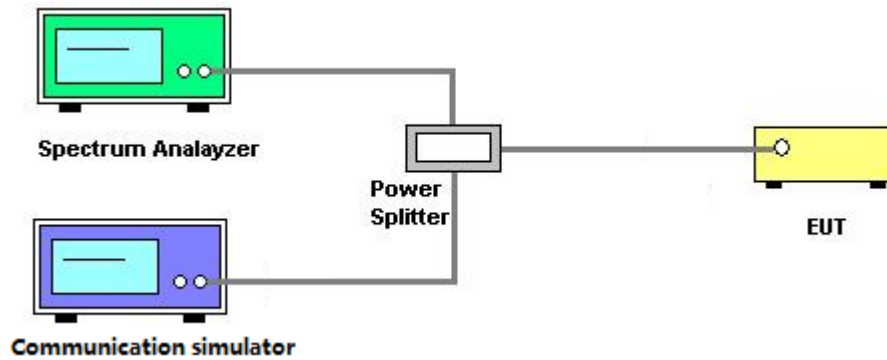 Spectrum Analayzer
Power
Splitter
EUT
Communication simulator